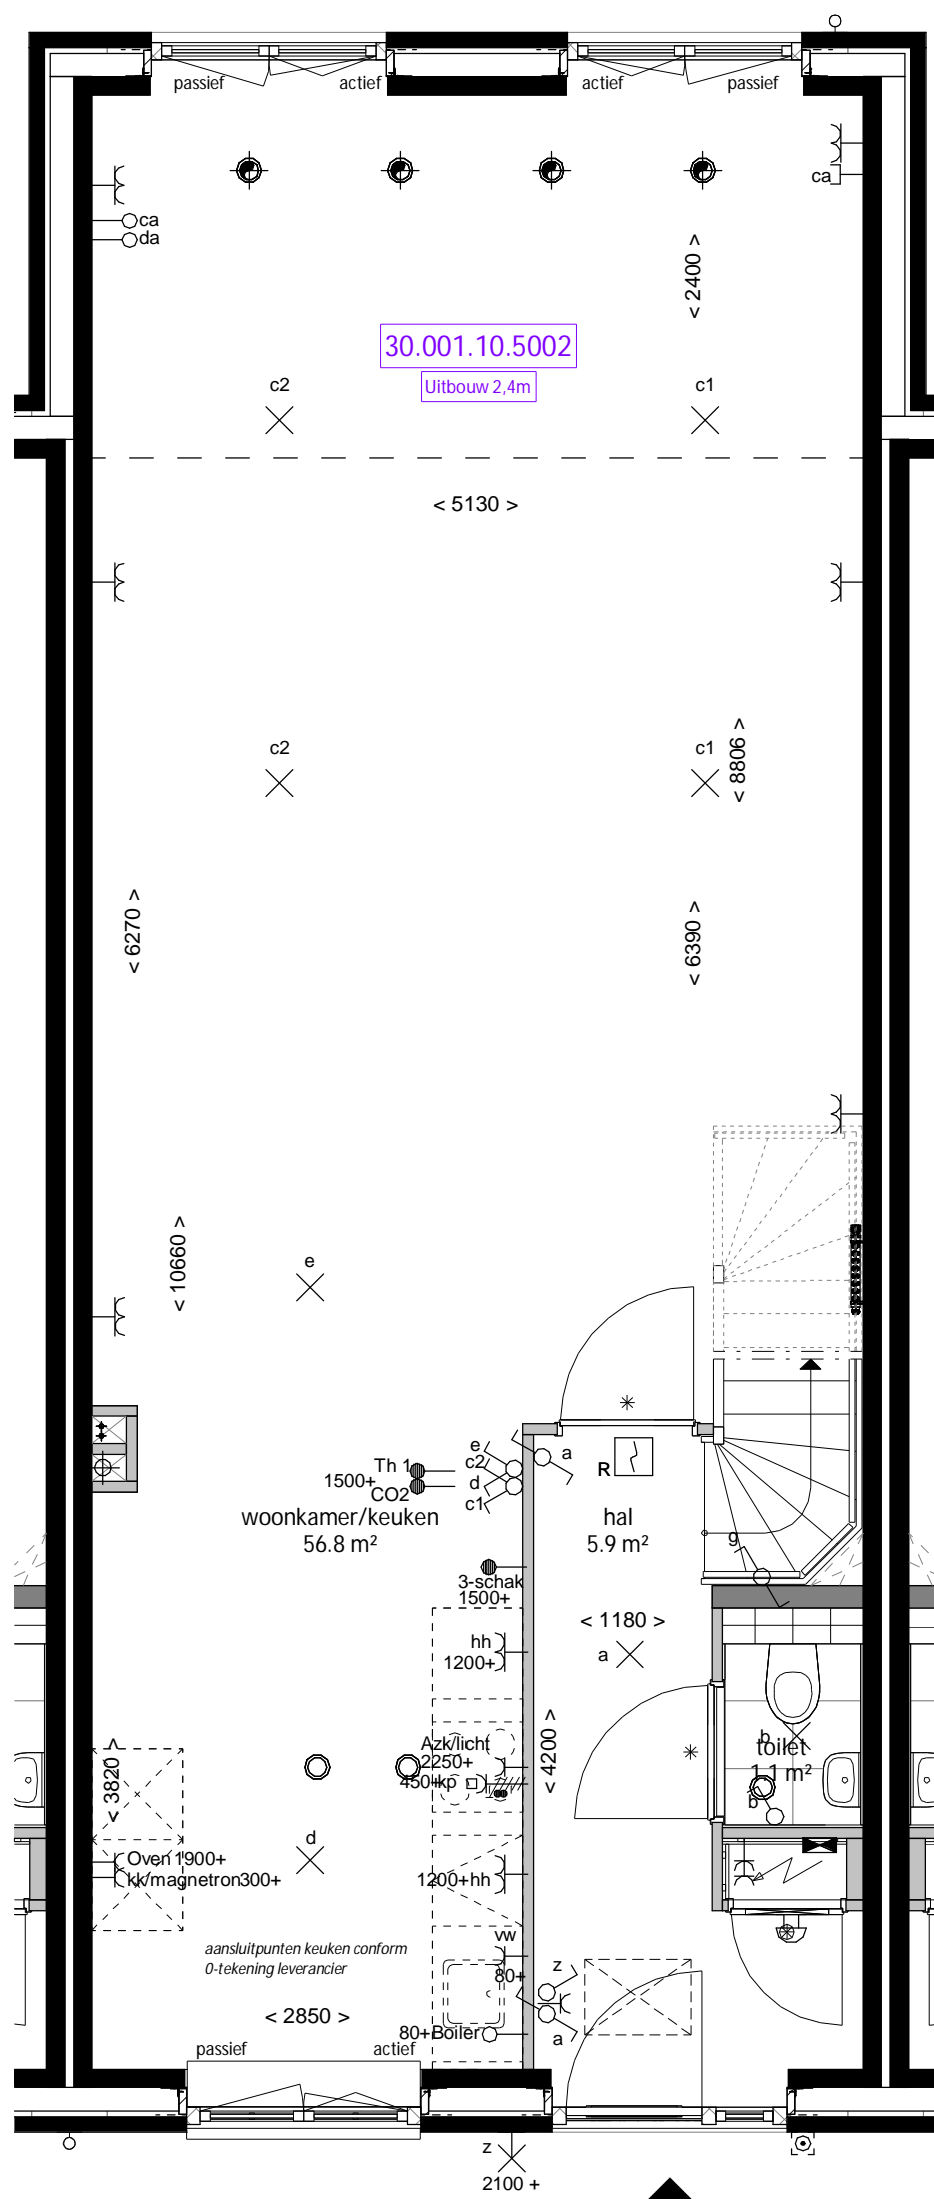 passief
actief
actief
passief
ca
ca
da
< 2400 >
30.001.10.5002
Uitbouw 2,4m
c2
c1
< 5130 >
c2
c1
< 8806 >
< 6270 >
< 6390 >
< 10660 >
e
e
a
c2
Th 1
1500+
d
R
CO2
c1
woonkamer/keuken
56.8 m²
hal
5.9 m²
g
3-schak
1500+
< 1180 >
hh
1200+
a
b
toilet
1.1 m²
Azk/licht
2250+
450+kp
< 4200 >
< 3820 >
b
d
Oven 1900+
kk/magnetron300+
1200+hh
vw
80+
aansluitpunten keuken conform
0-tekening leverancier
z
< 2850 >
80+Boiler
a
passief
actief
z
2100 +